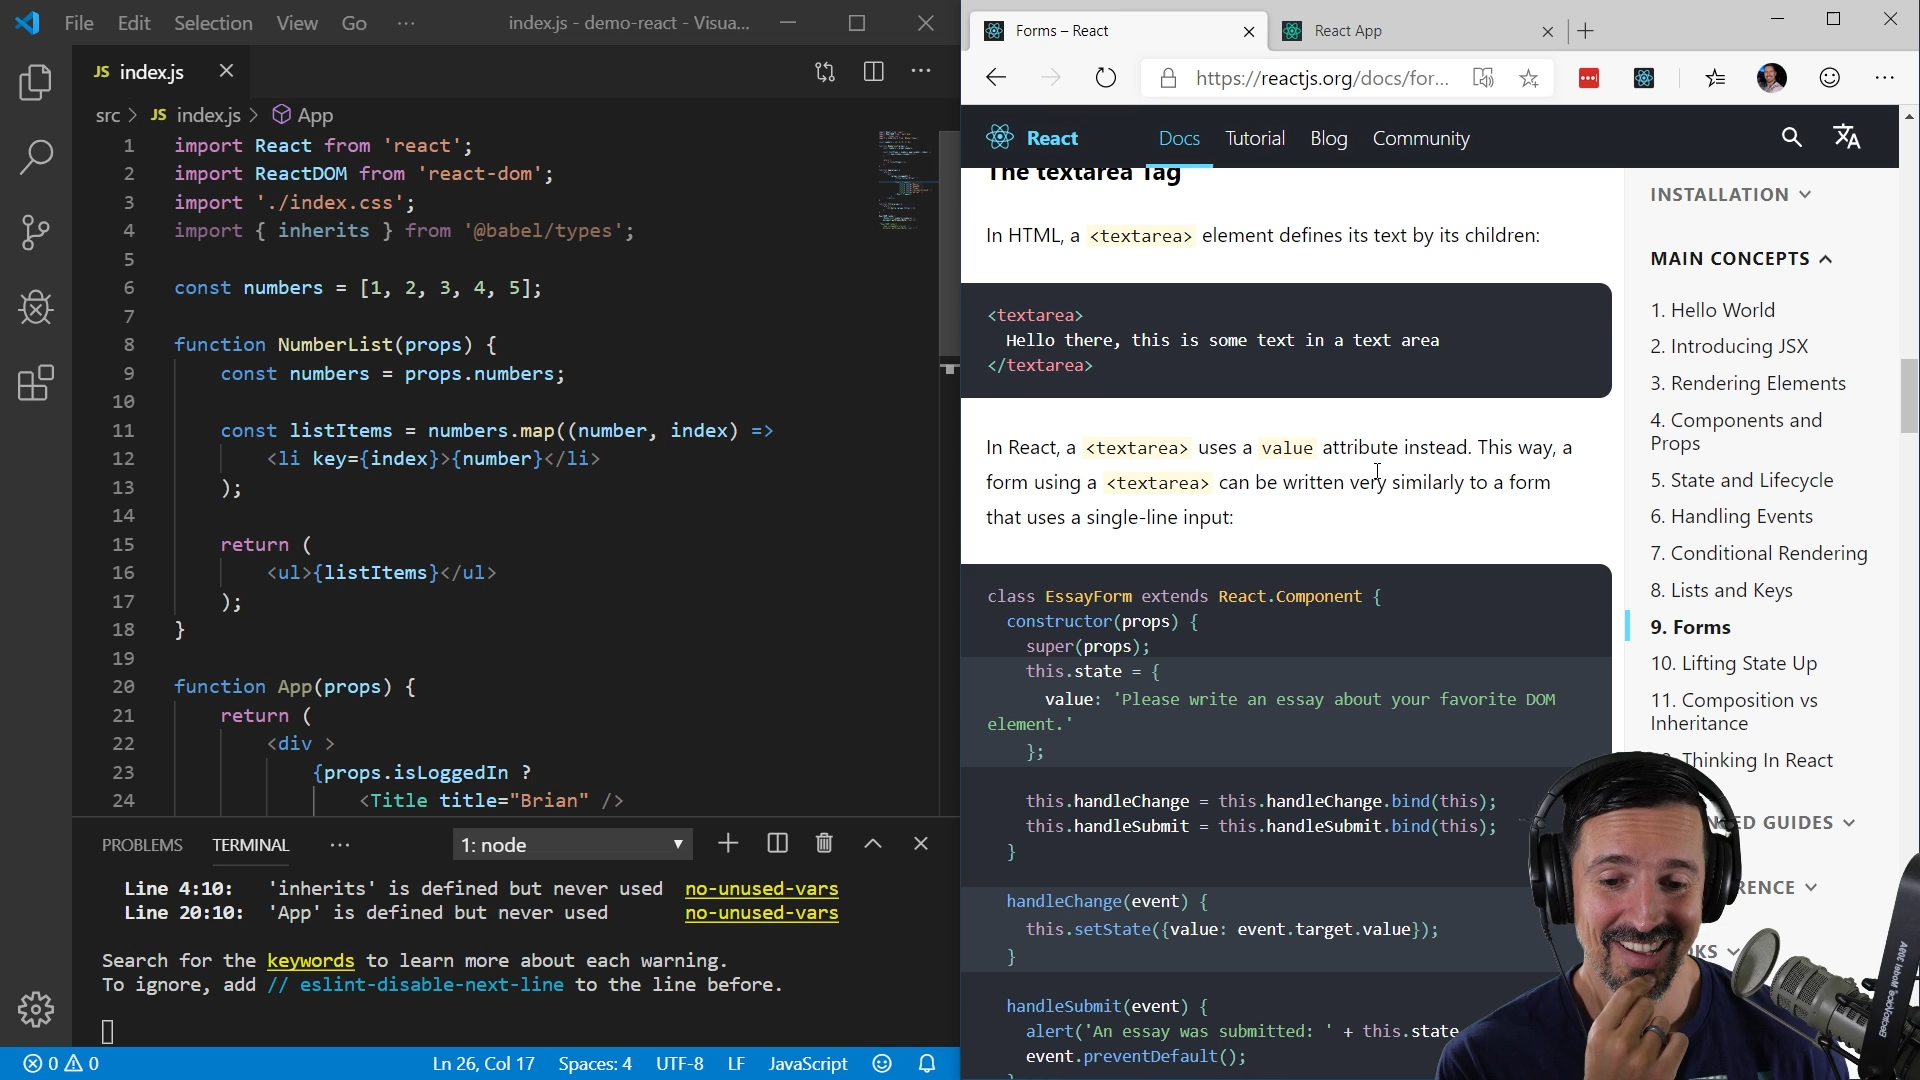 File Edit Selection View Go ··· index.js - demo-react - Visua...
JS index.js
src > JS index.js > App
1 import React from 'react';
2 import ReactDOM from 'react-dom';
3 import './index.css';
4 import { inherits } from '@babel/types';
5
6 const numbers = [1, 2, 3, 4, 5];
7
8 function NumberList(props) {
9 const numbers = props.numbers;
10
11 const listItems = numbers.map((number, index) =>
12 <li key={index}>{number}</li>
13 );
14
15 return (
16 <ul>{listItems}</ul>
17 );
18 }
19
20 function App(props) {
21 return (
22 <div >
23 {props.isLoggedIn ?
24 <Title title="Brian" />
PROBLEMS TERMINAL ··· 1: node
Line 4:10: 'inherits' is defined but never used no-unused-vars
Line 20:10: 'App' is defined but never used no-unused-vars
Search for the keywords to learn more about each warning.
To ignore, add // eslint-disable-next-line to the line before.
0 0 Ln 26, Col 17 Spaces: 4 UTF-8 LF JavaScript
Forms – React React App
https://reactjs.org/docs/for...
React Docs Tutorial Blog Community
The textarea Tag
In HTML, a <textarea> element defines its text by its children:
<textarea>
Hello there, this is some text in a text area
</textarea>
In React, a <textarea> uses a value attribute instead. This way, a
form using a <textarea> can be written very similarly to a form
that uses a single-line input:
class EssayForm extends React.Component {
constructor(props) {
super(props);
this.state = {
value: 'Please write an essay about your favorite DOM
element.'
};
this.handleChange = this.handleChange.bind(this);
this.handleSubmit = this.handleSubmit.bind(this);
}
handleChange(event) {
this.setState({value: event.target.value});
}
handleSubmit(event) {
alert('An essay was submitted: ' + this.state
event.preventDefault();
INSTALLATION
MAIN CONCEPTS
1. Hello World
2. Introducing JSX
3. Rendering Elements
4. Components and
Props
5. State and Lifecycle
6. Handling Events
7. Conditional Rendering
8. Lists and Keys
9. Forms
10. Lifting State Up
11. Composition vs
Inheritance
Thinking In React
ED GUIDES
RENCE
KS